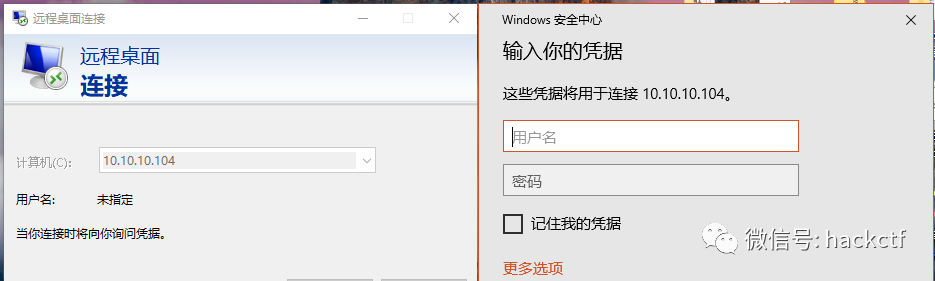 远程桌面连接
远程桌面
连接
计算机(C):
10.10.10.104
用户名:
未指定
当你连接时将向你询问凭据。
Windows 安全中心
输入你的凭据
这些凭据将用于连接 10.10.10.104。
用户名
密码
记住我的凭据
更多选项
微信号: hackctf